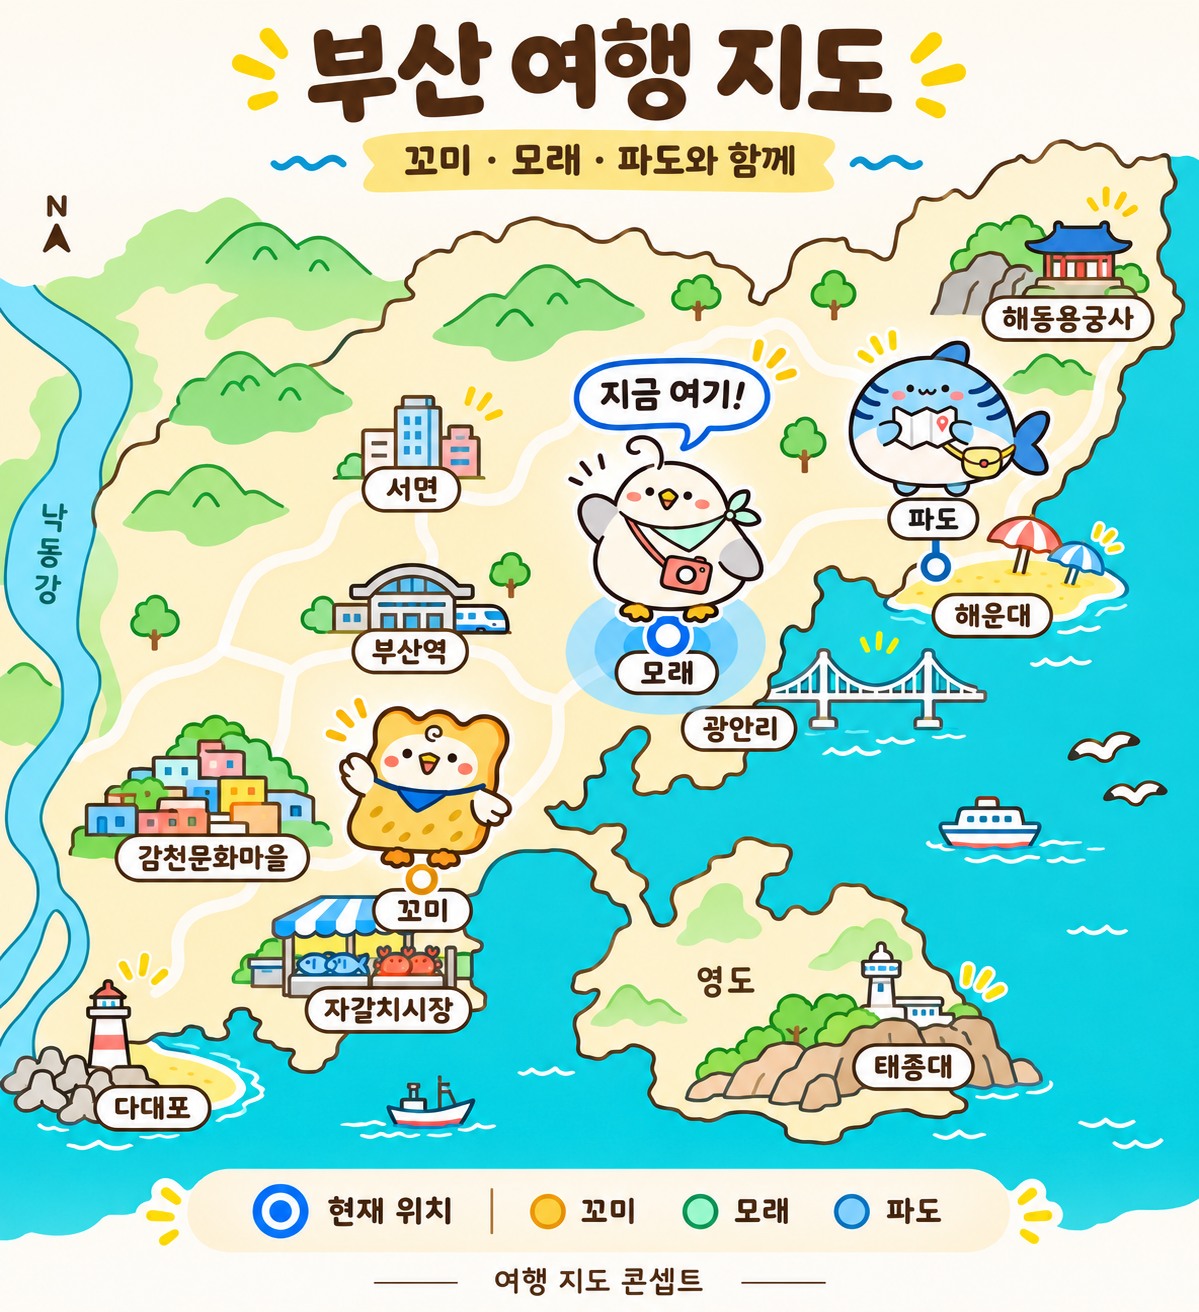 부산 여행 지도
꼬미 · 모래 · 파도와 함께
N
해동용궁사
지금 여기!
서면
파도
낙동강
해운대
부산역
모래
광안리
감천문화마을
꼬미
영도
자갈치시장
태종대
다대포
현재 위치
꼬미
모래
파도
여행 지도 콘셉트